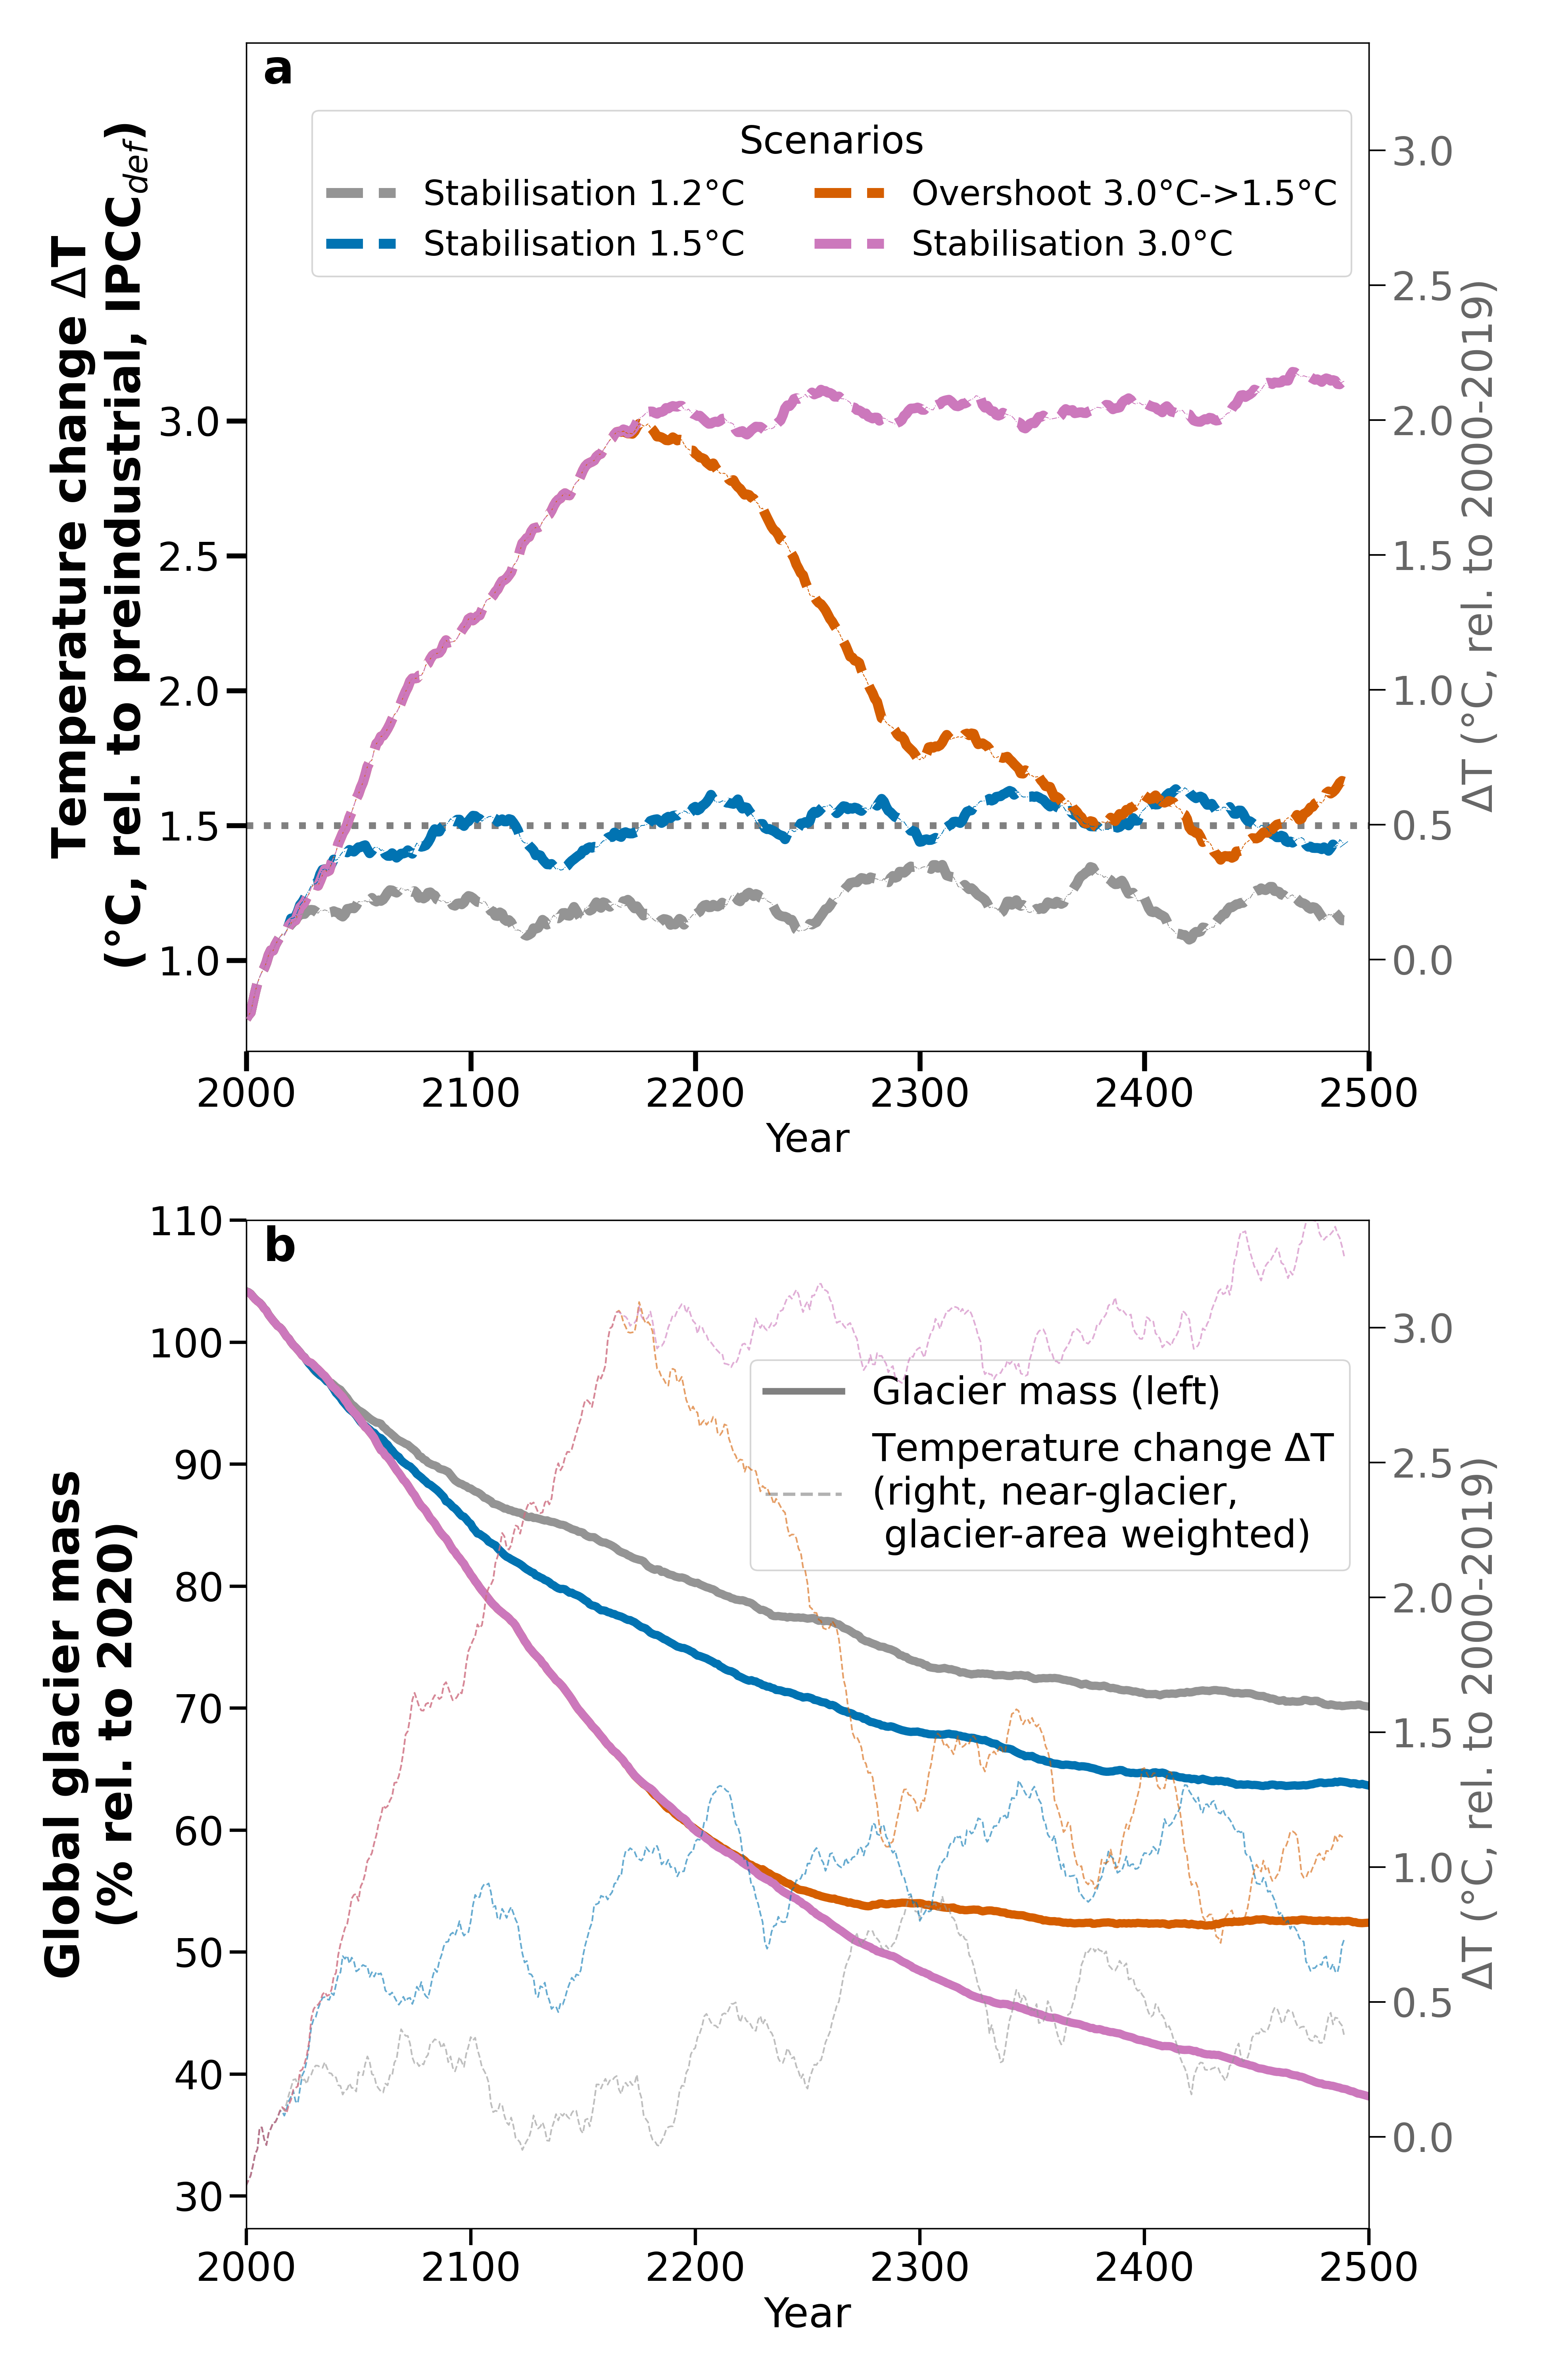 a
Scenarios
Stabilisation 1.2°C
Stabilisation 1.5°C
Overshoot 3.0°C->1.5°C
Stabilisation 3.0°C
Temperature change ΔT
(°C, rel. to preindustrial, IPCCdef)
3.0
2.5
2.0
1.5
1.0
3.0
2.5
2.0
1.5
1.0
0.5
0.0
ΔT (°C, rel. to 2000-2019)
2000
2100
2200
2300
2400
2500
Year
b
Glacier mass (left)
Temperature change ΔT
(right, near-glacier,
glacier-area weighted)
Global glacier mass
(% rel. to 2020)
110
100
90
80
70
60
50
40
30
3.0
2.5
2.0
1.5
1.0
0.5
0.0
ΔT (°C, rel. to 2000-2019)
2000
2100
2200
2300
2400
2500
Year